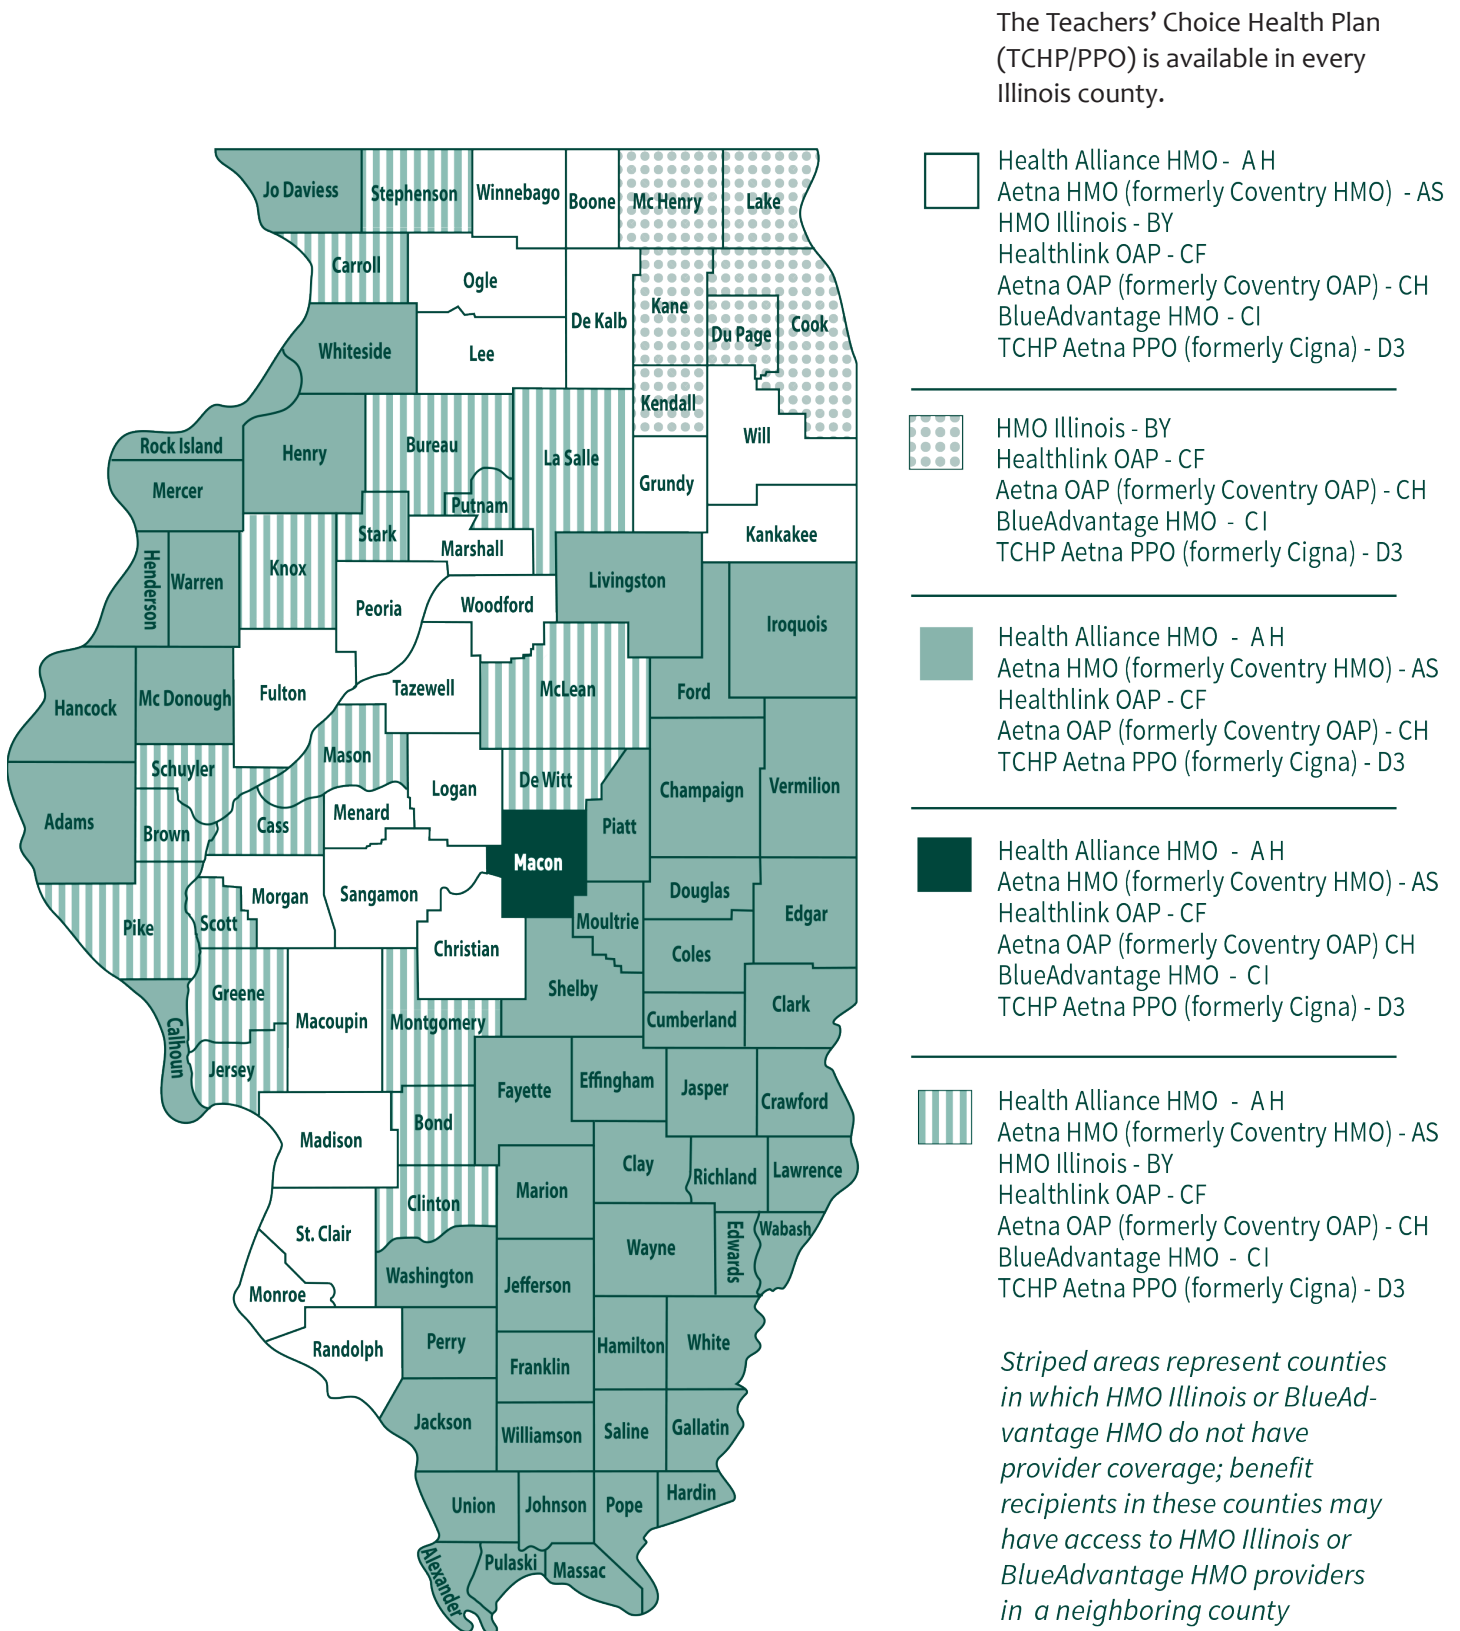 The Teachers’ Choice Health Plan
(TCHP/PPO) is available in every
Illinois county.
Health Alliance HMO - A H
Aetna HMO (formerly Coventry HMO) - AS
HMO Illinois - BY
Healthlink OAP - CF
Aetna OAP (formerly Coventry OAP) - CH
BlueAdvantage HMO - CI
TCHP Aetna PPO (formerly Cigna) - D3
HMO Illinois - BY
Healthlink OAP - CF
Aetna OAP (formerly Coventry OAP) - CH
BlueAdvantage HMO - C I
TCHP Aetna PPO (formerly Cigna) - D3
Health Alliance HMO - A H
Aetna HMO (formerly Coventry HMO) - AS
Healthlink OAP - CF
Aetna OAP (formerly Coventry OAP) - CH
TCHP Aetna PPO (formerly Cigna) - D3
Health Alliance HMO - A H
Aetna HMO (formerly Coventry HMO) - AS
Healthlink OAP - CF
Aetna OAP (formerly Coventry OAP) CH
BlueAdvantage HMO - C I
TCHP Aetna PPO (formerly Cigna) - D3
Health Alliance HMO - A H
Aetna HMO (formerly Coventry HMO) - AS
HMO Illinois - BY
Healthlink OAP - CF
Aetna OAP (formerly Coventry OAP) - CH
BlueAdvantage HMO - CI
TCHP Aetna PPO (formerly Cigna) - D3
Striped areas represent counties
in which HMO Illinois or BlueAd-
vantage HMO do not have
provider coverage; benefit
recipients in these counties may
have access to HMO Illinois or
BlueAdvantage HMO providers
in a neighboring county
Jo Daviess
Stephenson
Winnebago
Boone
Mc Henry
Lake
Carroll
Ogle
De Kalb
Kane
Du Page
Cook
Whiteside
Lee
Kendall
Will
Rock Island
Henry
Bureau
La Salle
Grundy
Mercer
Putnam
Kankakee
Henderson
Warren
Knox
Stark
Marshall
Livingston
Iroquois
Peoria
Woodford
Hancock
Mc Donough
Fulton
Tazewell
McLean
Ford
Schuyler
Mason
Logan
De Witt
Champaign
Vermilion
Adams
Brown
Cass
Menard
Piatt
Macon
Pike
Scott
Morgan
Sangamon
Christian
Moultrie
Douglas
Edgar
Coles
Shelby
Greene
Macoupin
Montgomery
Cumberland
Clark
Calhoun
Jersey
Fayette
Effingham
Jasper
Crawford
Madison
Bond
Clay
Richland
Lawrence
Clinton
Marion
St. Clair
Washington
Jefferson
Wayne
Edwards
Wabash
Monroe
Randolph
Perry
Franklin
Hamilton
White
Jackson
Williamson
Saline
Gallatin
Union
Johnson
Pope
Hardin
Alexander
Pulaski
Massac